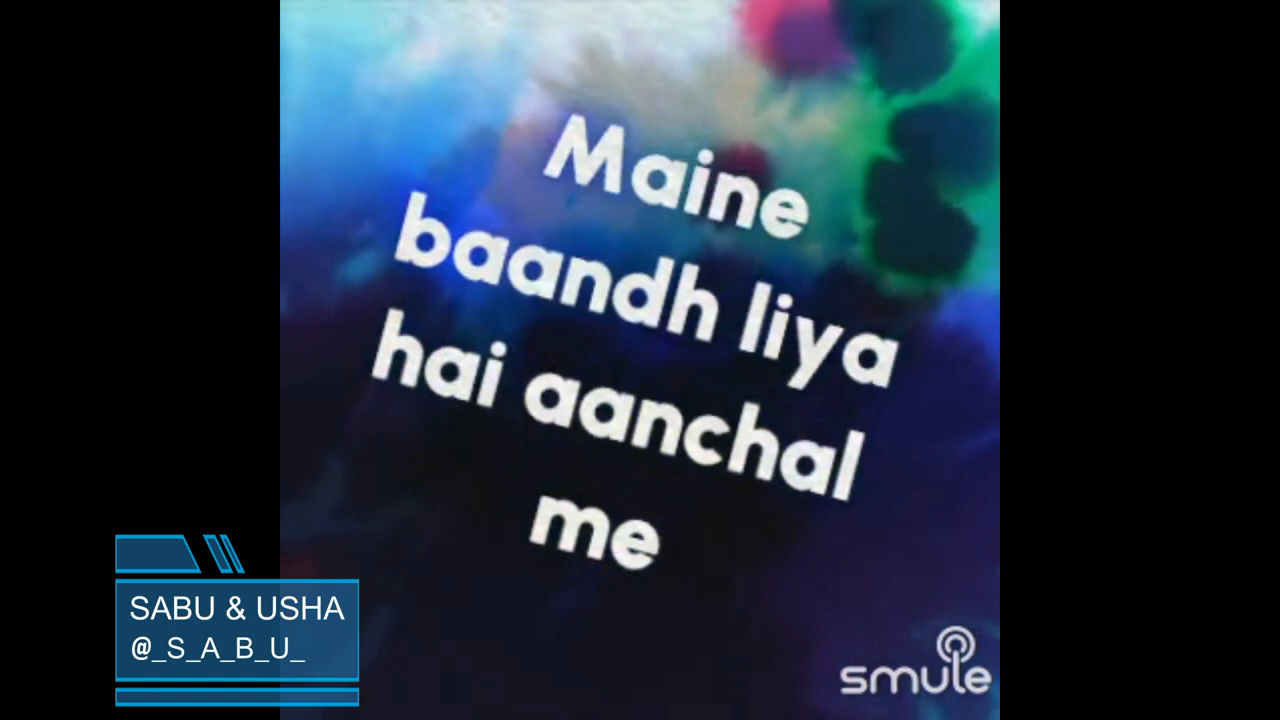 Maine
baandh liya
hai aanchal
me
SABU & USHA
@_S_A_B_U_
smule